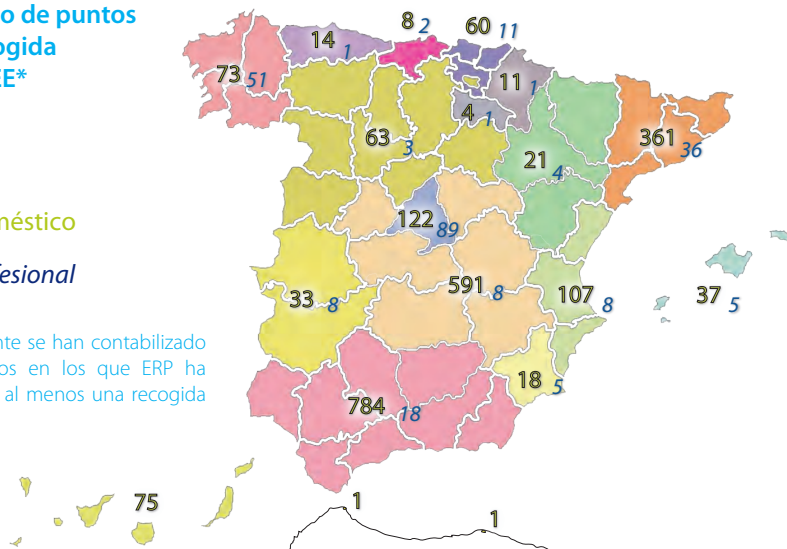 o de puntos
ogida
EE*
méstico
fesional
nte se han contabilizado
os en los que ERP ha
al menos una recogida
8 2
60 11
14 1
73 51
11 1
4 1
63 3
361 36
21 4
122 89
591 8
33 8
107 8
37 5
18 5
784 18
75
1
1